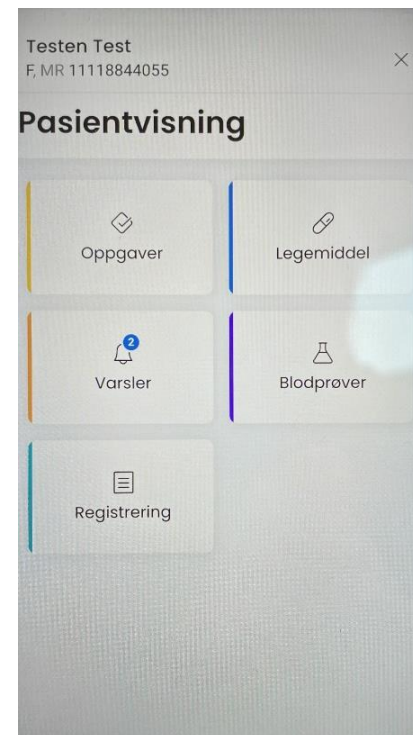 Testen Test
F, MR 11118844055
Pasientvisning
Oppgaver
Legemiddel
2
Varsler
Blodprøver
Registrering